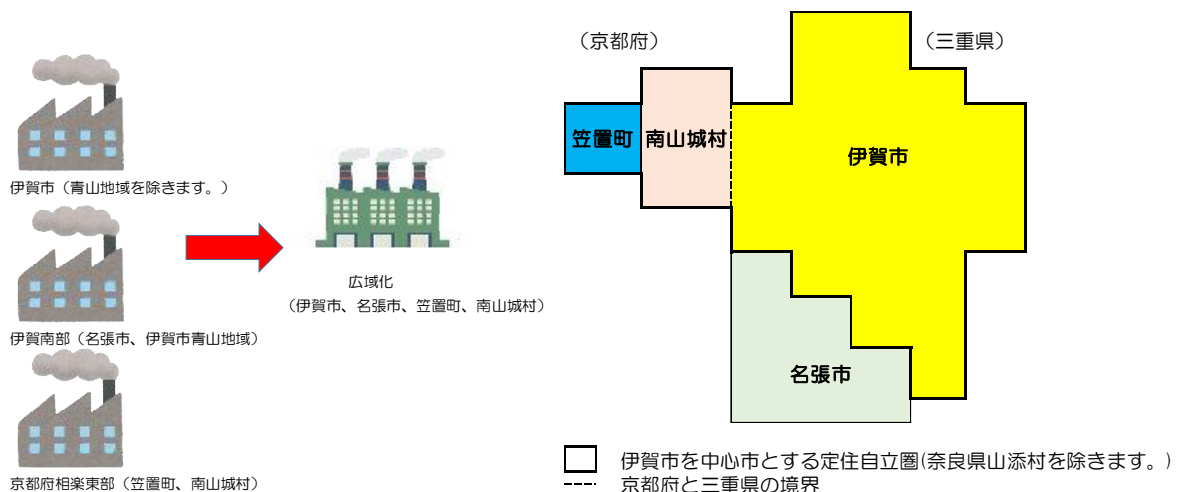 伊賀市（青山地域を除きます。）
伊賀南部（名張市、伊賀市青山地域）
京都府相楽東部（笠置町、南山城村）
広域化
（伊賀市、名張市、笠置町、南山城村）
（京都府）
（三重県）
笠置町
南山城村
伊賀市
名張市
伊賀市を中心市とする定住自立圏(奈良県山添村を除きます。)
京都府と三重県の境界